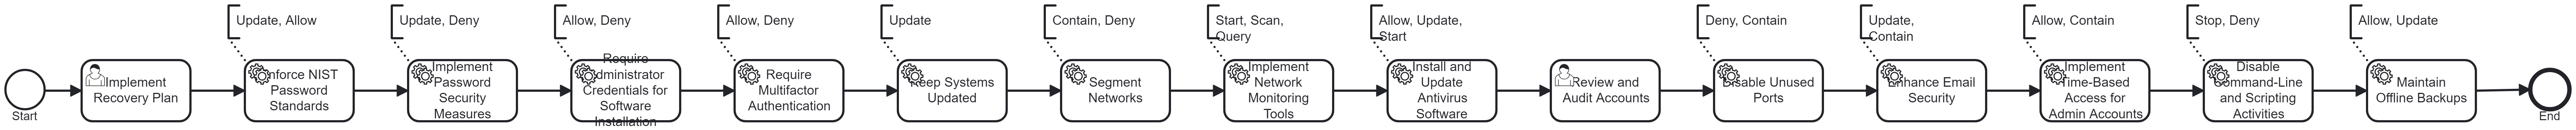 Start
Implement
Recovery Plan
Update, Allow
Enforce NIST
Password
Standards
Update, Deny
Implement
Password
Security
Measures
Allow, Deny
Require
Administrator
Credentials for
Software
Installation
Allow, Deny
Require
Multifactor
Authentication
Update
Keep Systems
Updated
Contain, Deny
Segment
Networks
Start, Scan,
Query
Implement
Network
Monitoring
Tools
Allow, Update,
Start
Install and
Update
Antivirus
Software
Review and
Audit Accounts
Deny, Contain
Disable Unused
Ports
Update,
Contain
Enhance Email
Security
Allow, Contain
Implement
Time-Based
Access for
Admin Accounts
Stop, Deny
Disable
Command-Line
and Scripting
Activities
Allow, Update
Maintain
Offline Backups
End